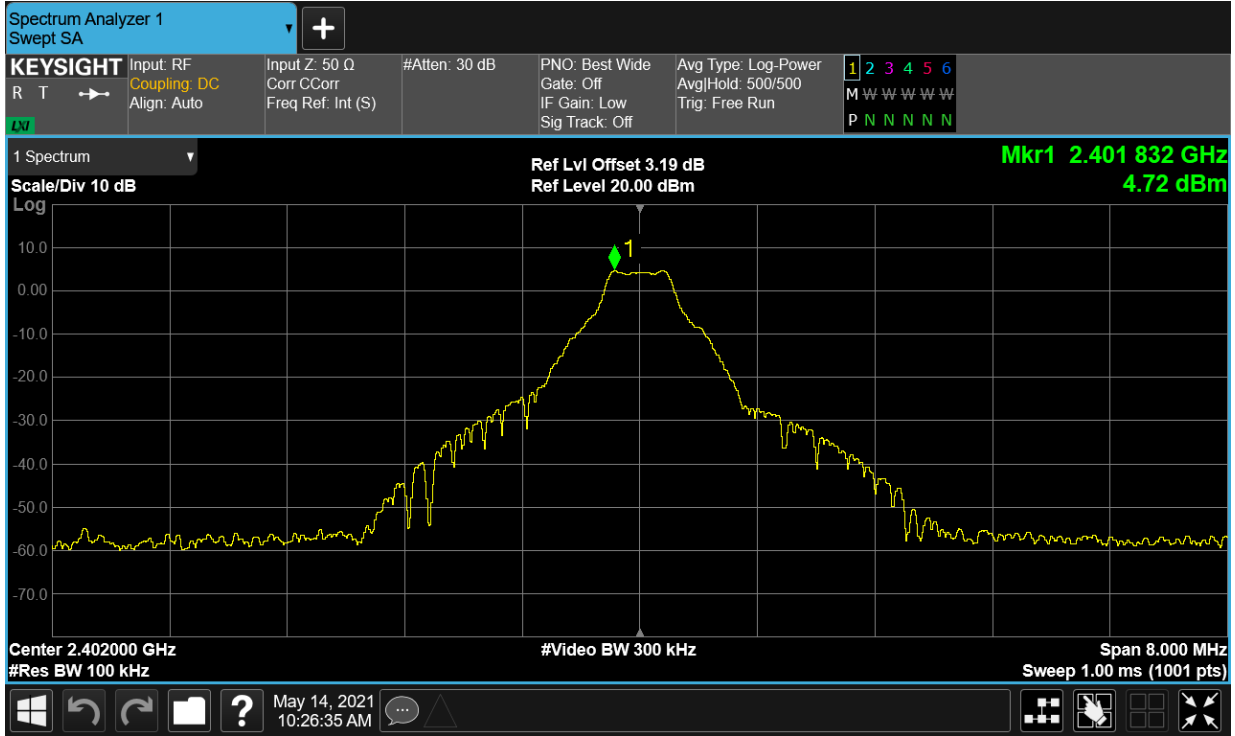 Spectrum Analyzer 1
Swept SA
KEYSIGHT
R T
LXI
Input: RF
Coupling: DC
Align: Auto
Input Z: 50 Ω
Corr CCorr
Freq Ref: Int (S)
#Atten: 30 dB
PNO: Best Wide
Gate: Off
IF Gain: Low
Sig Track: Off
Avg Type: Log-Power
Avg|Hold: 500/500
Trig: Free Run
1 2 3 4 5 6
M W W W W W
P N N N N N
1 Spectrum
Scale/Div 10 dB
Log
Ref Lvl Offset 3.19 dB
Ref Level 20.00 dBm
Mkr1 2.401 832 GHz
4.72 dBm
1
10.0
0.00
-10.0
-20.0
-30.0
-40.0
-50.0
-60.0
-70.0
Center 2.402000 GHz
#Res BW 100 kHz
#Video BW 300 kHz
Span 8.000 MHz
Sweep 1.00 ms (1001 pts)
?
May 14, 2021
10:26:35 AM